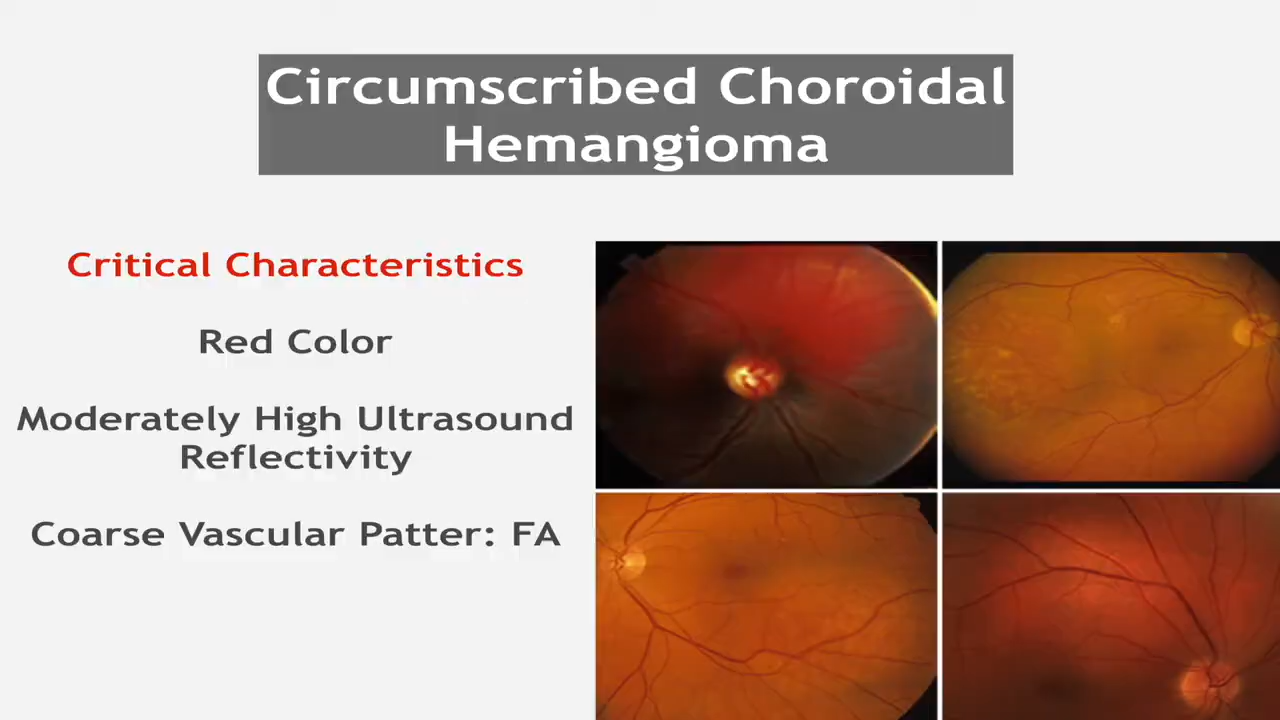 Circumscribed Choroidal
Hemangioma
Critical Characteristics
Red Color
Moderately High Ultrasound
Reflectivity
Coarse Vascular Patter: FA